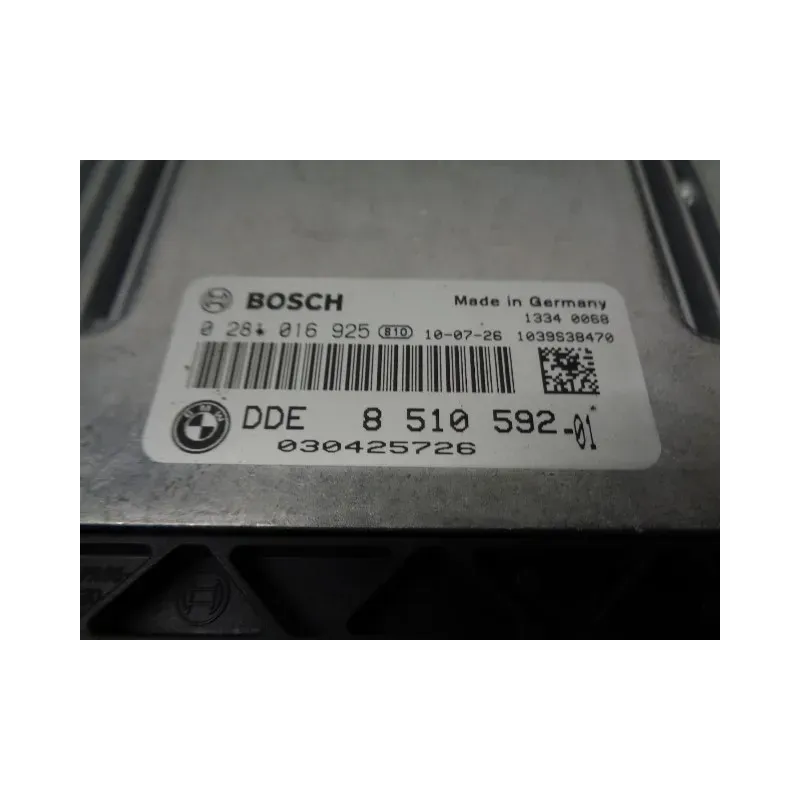 BOSCH Made in Germany
1334 0068
0 281 016 925 810 10-07-26 1039S38470
BMW DDE 8 510 592-01
030425726